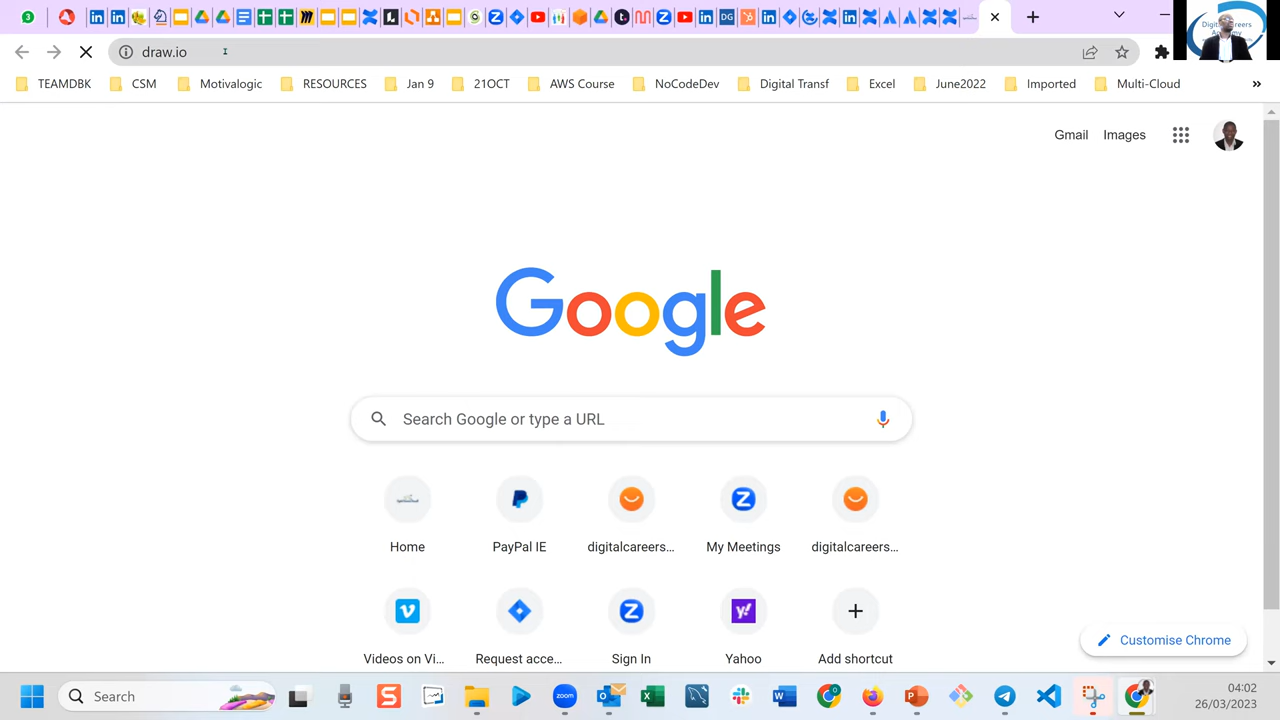 draw.io
TEAMDBK CSM Motivalogic RESOURCES Jan 9 21OCT AWS Course NoCodeDev Digital Transf Excel June2022 Imported Multi-Cloud »
Gmail Images
Google
Search Google or type a URL
Home PayPal IE digitalcareers... My Meetings digitalcareers...
Videos on Vi... Request acce... Sign In Yahoo Add shortcut
Customise Chrome
Search zoom
04:02
26/03/2023